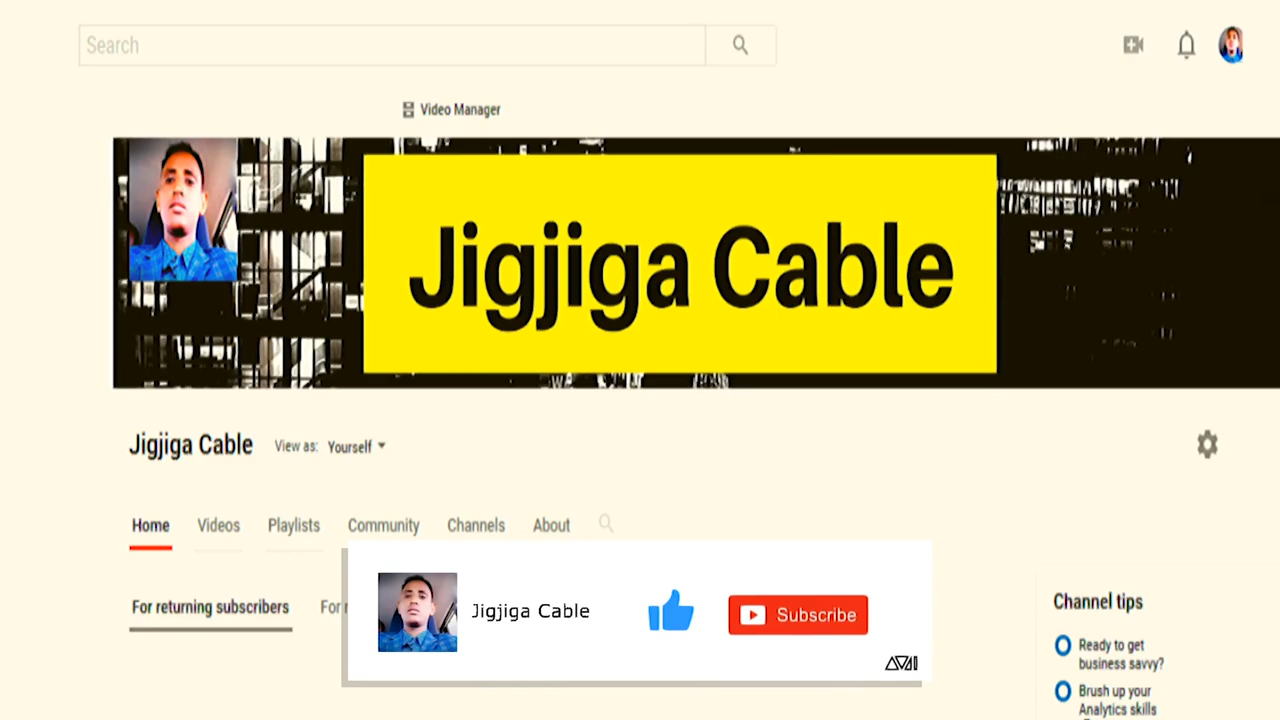 Search
Video Manager
Jigjiga Cable
Jigjiga Cable View as: Yourself
Home Videos Playlists Community Channels About
For returning subscribers For
Jigjiga Cable Subscribe
Channel tips
Ready to get
business savvy?
Brush up your
Analytics skills